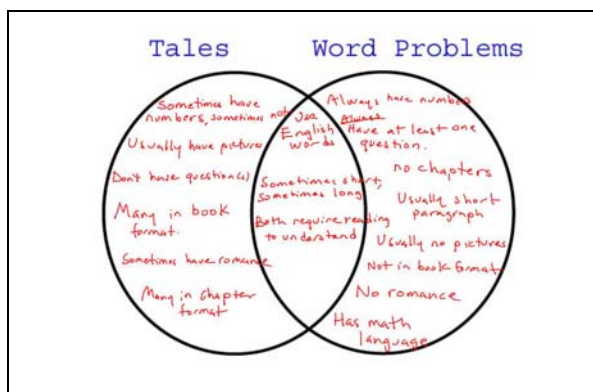 Tales
Word Problems
Sometimes have
numbers, sometimes not
Usually have picture
Don't have question(s)
Many in book
format.
Sometimes have romance
Many in chapter
format
Use
English
words
Sometimes short,
sometimes long
Both require reading
to understand
Always have number
Always
Have at least one
question.
no chapters
Usually short
paragraph
Usually no pictures
Not in book format
No romance
Has math
language